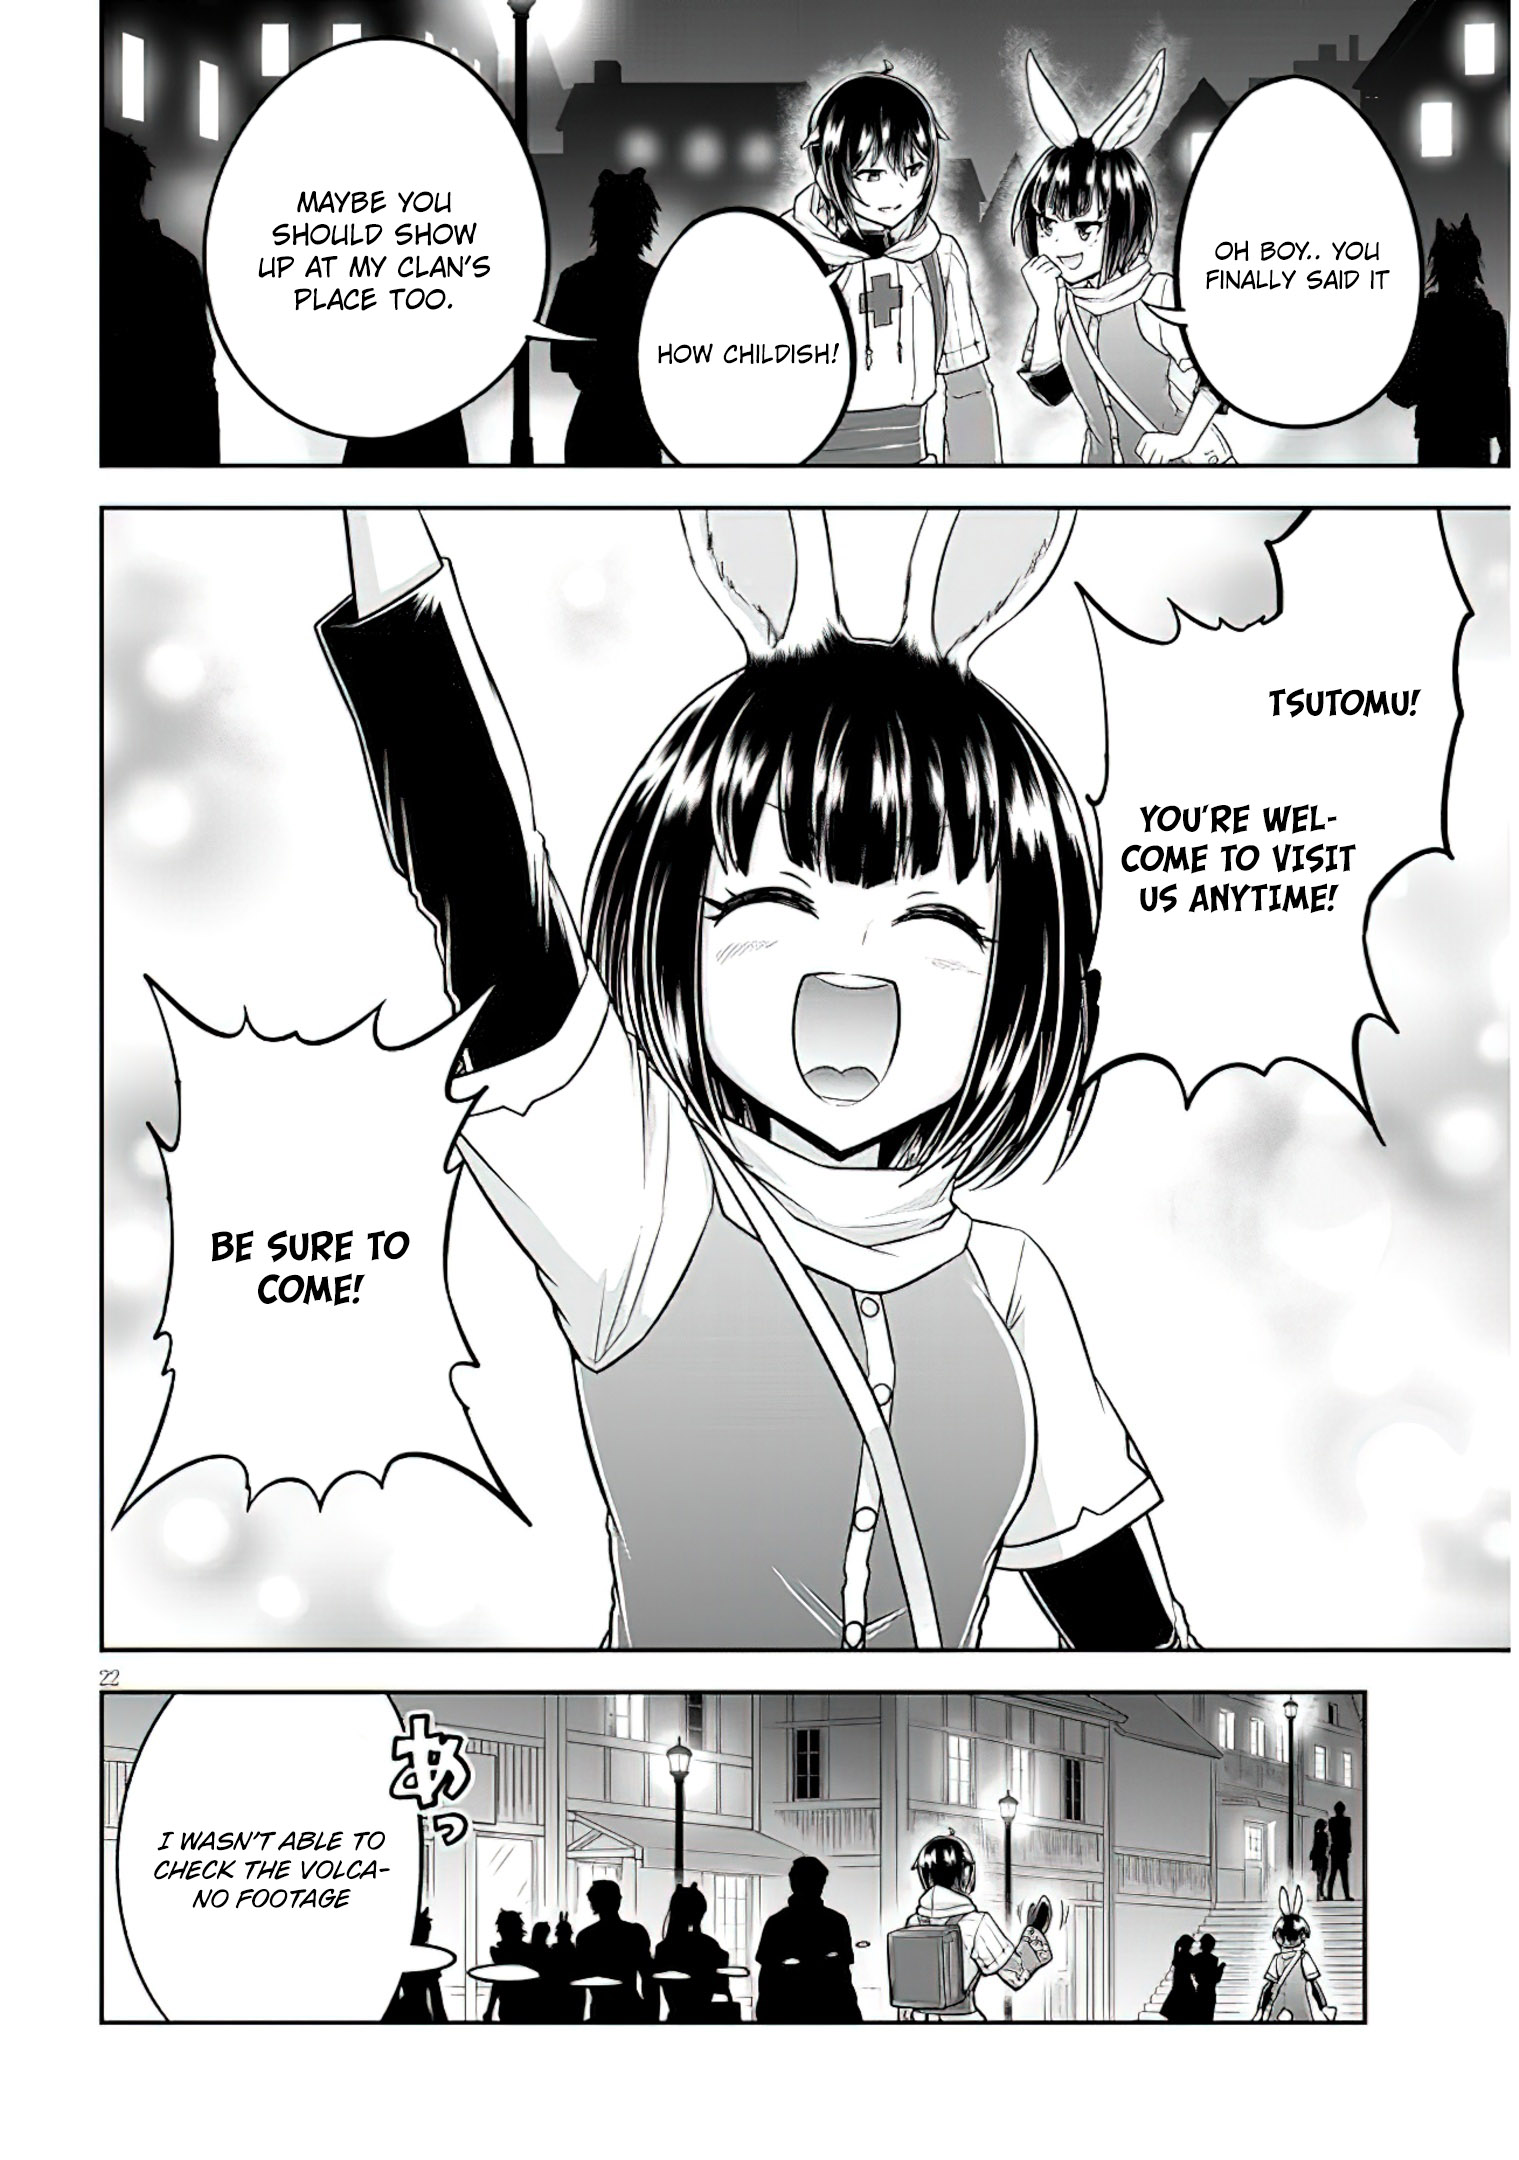 OH BOY.. YOU
FINALLY SAID IT
HOW CHILDISH!
MAYBE YOU
SHOULD SHOW
UP AT MY CLAN'S
PLACE TOO.
TSUTOMU!
YOU'RE WEL-
COME TO VISIT
US ANYTIME!
BE SURE TO
COME!
22
あっ
I WASN'T ABLE TO
CHECK THE VOLCA-
NO FOOTAGE